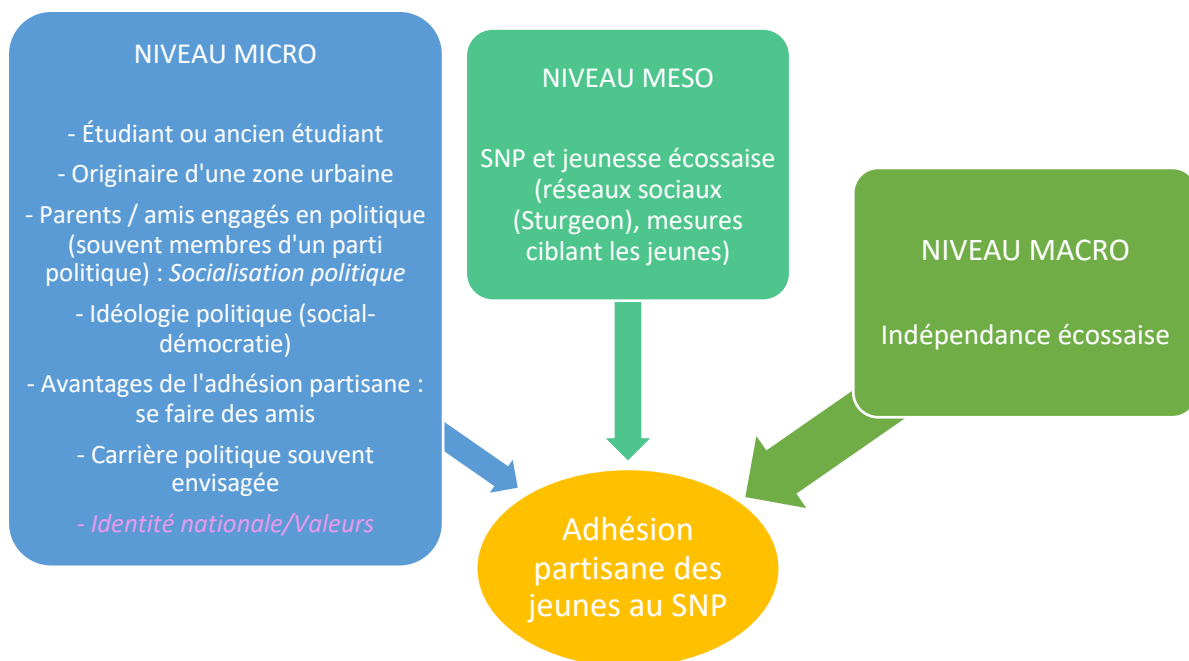 NIVEAU MICRO
- Étudiant ou ancien étudiant
- Originaire d'une zone urbaine
- Parents / amis engagés en politique
(souvent membres d'un parti
politique) : Socialisation politique
- Idéologie politique (social-
démocratie)
- Avantages de l'adhésion partisane :
se faire des amis
- Carrière politique souvent
envisagée
- Identité nationale/Valeurs
NIVEAU MESO
SNP et jeunesse écossaise
(réseaux sociaux
(Sturgeon), mesures
ciblant les jeunes)
NIVEAU MACRO
Indépendance écossaise
Adhésion
partisane des
jeunes au SNP